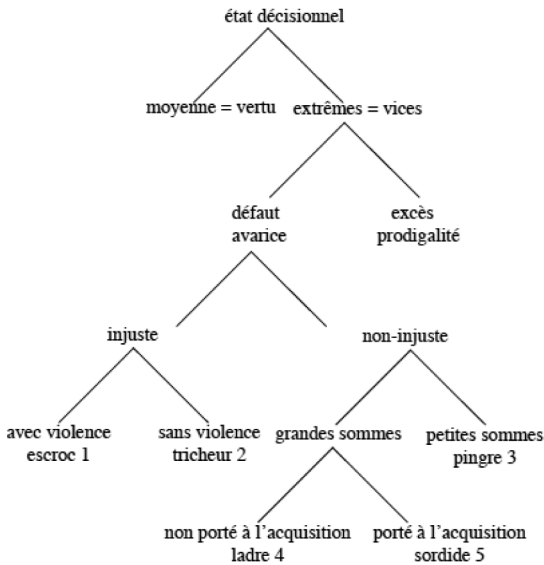 état décisionnel
moyenne = vertu
extrêmes = vices
défaut
avarice
excès
prodigalité
injuste
non-injuste
avec violence
escroc 1
sans violence
tricheur 2
grandes sommes
petites sommes
pingre 3
non porté à l'acquisition
ladre 4
porté à l'acquisition
sordide 5